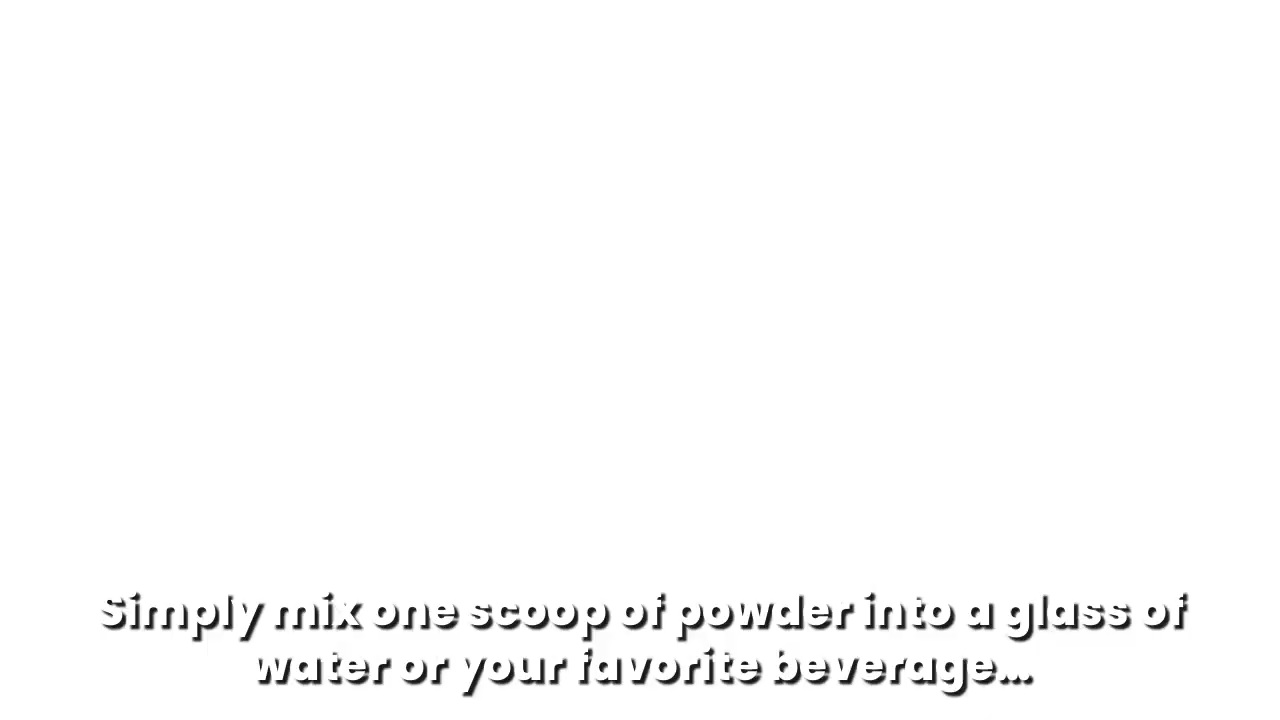 Simply mix one scoop of powder into a glass of
water or your favorite beverage...